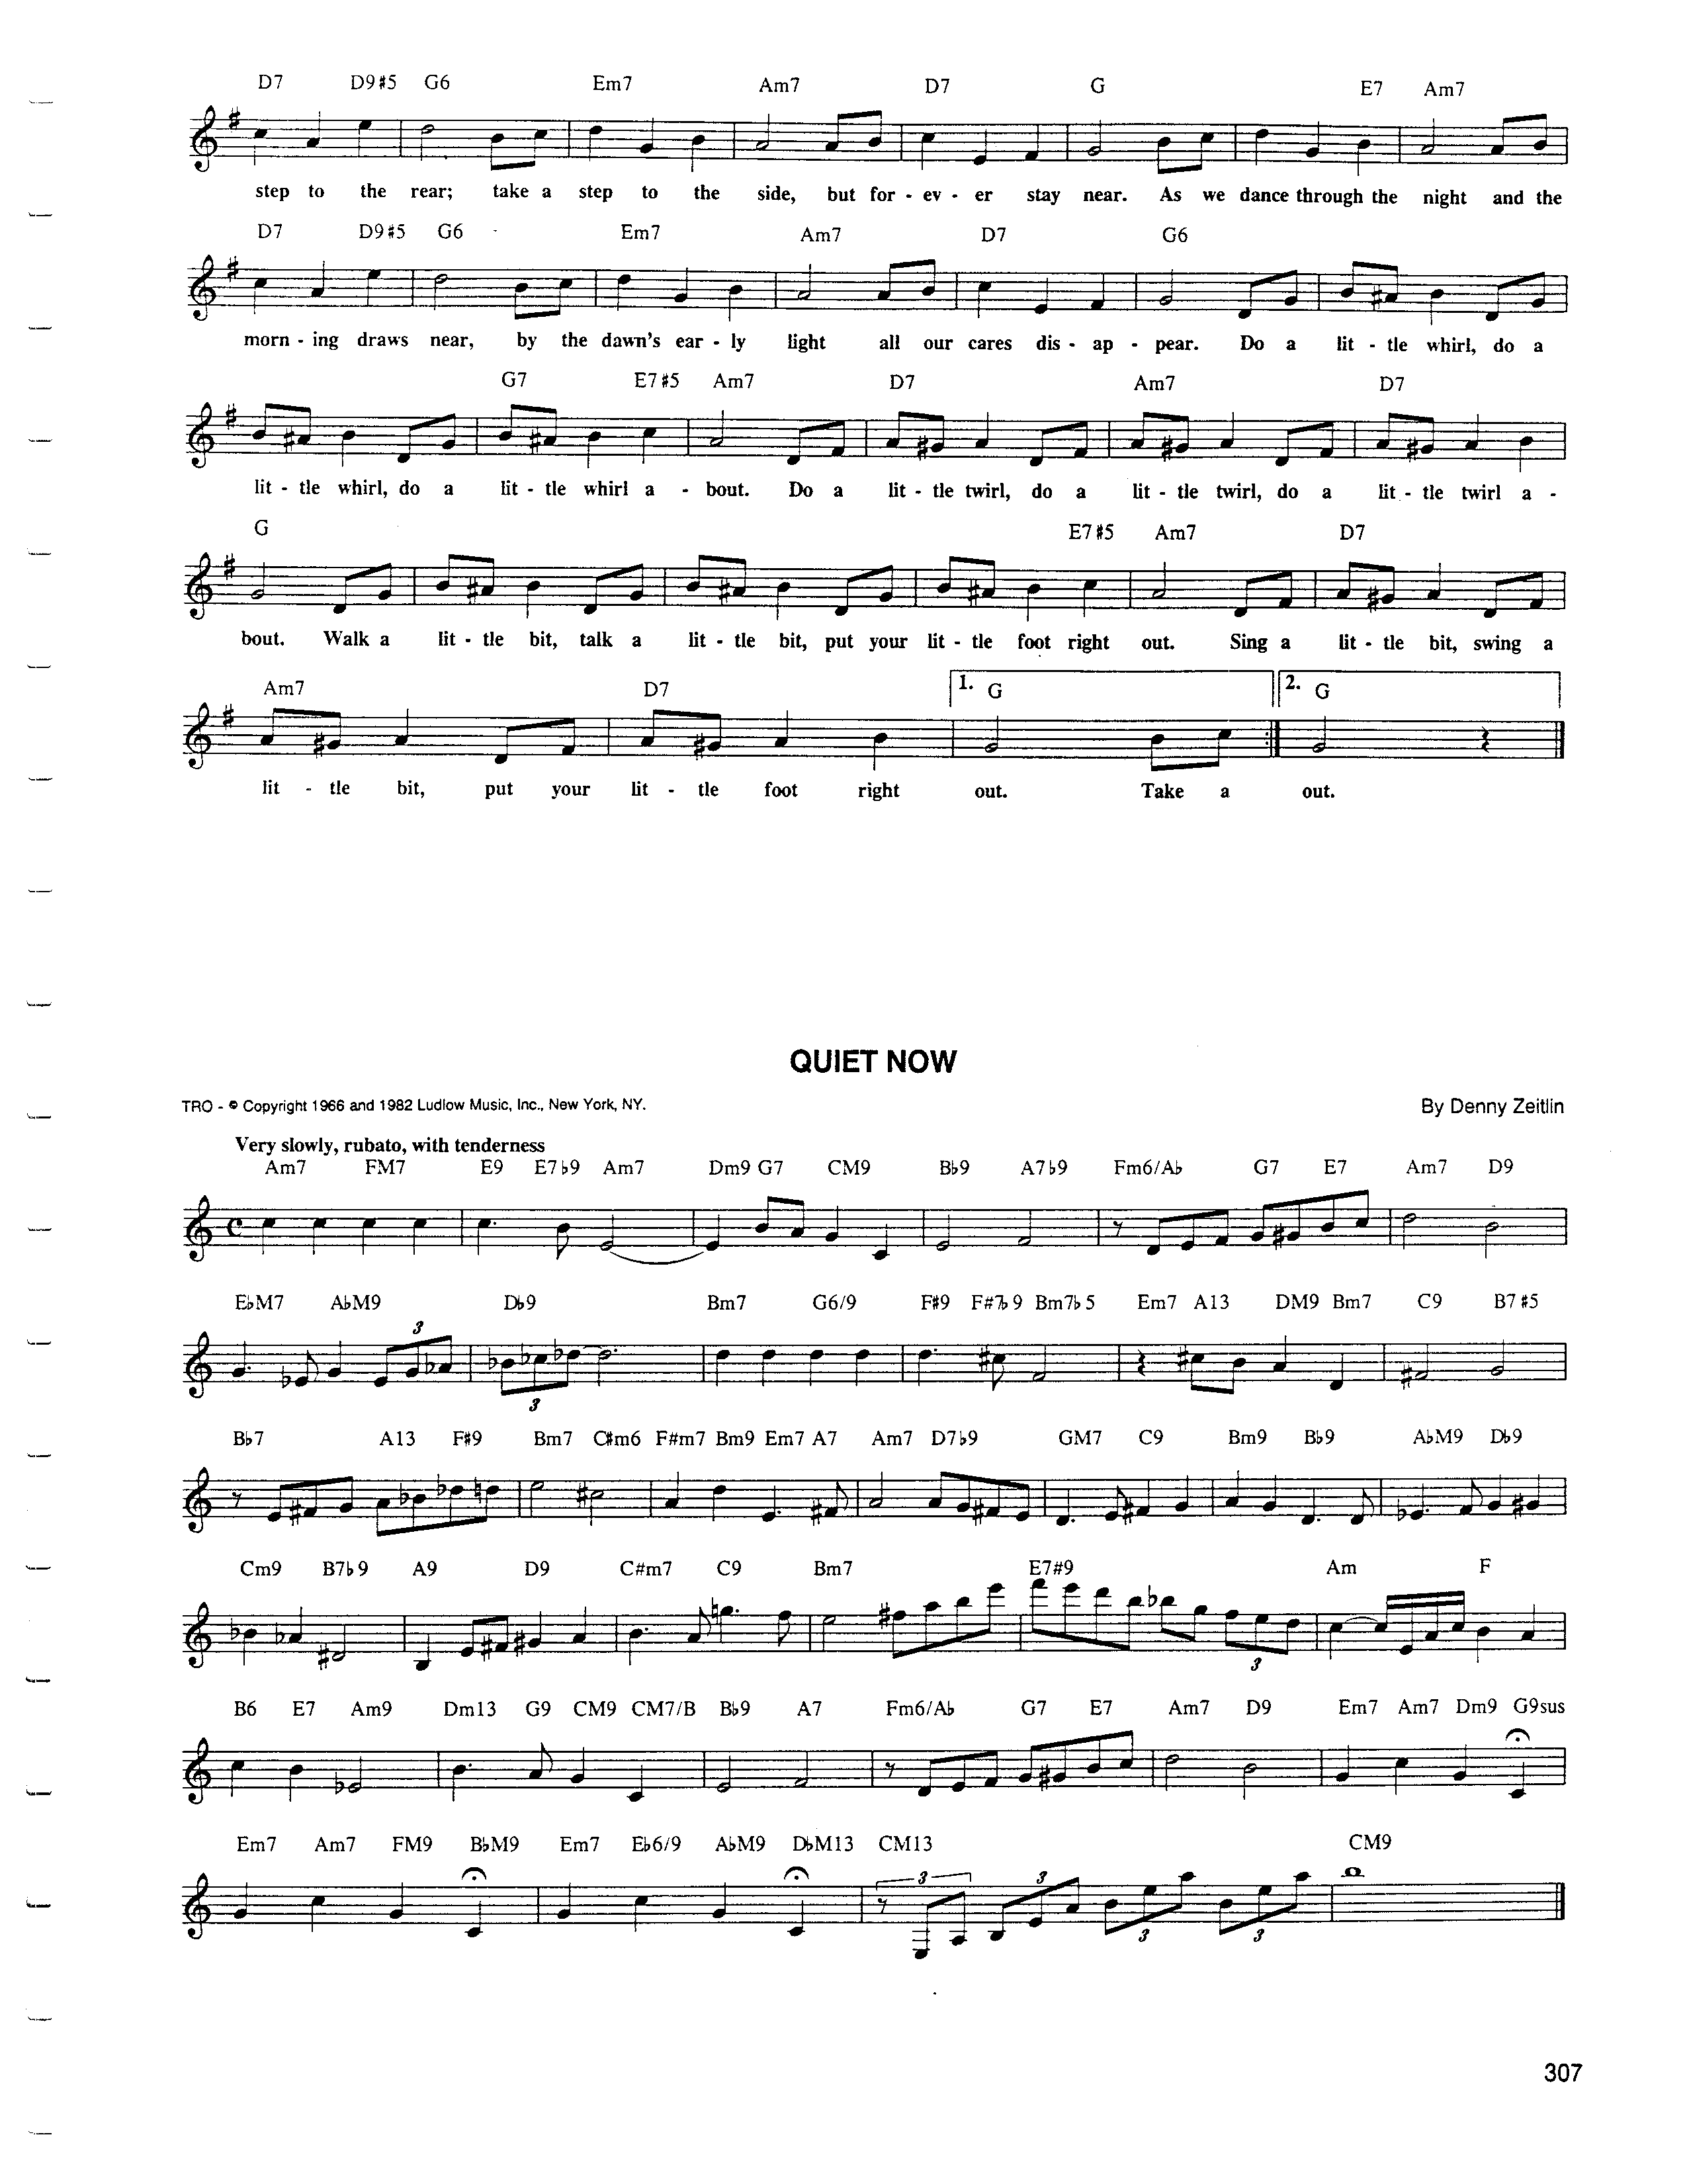 D7 D9#5 G6 Em7 Am7 D7 G E7 Am7
step to the rear; take a step to the side, but for - ev - er stay near. As we dance through the night and the
D7 D9#5 G6 Em7 Am7 D7 G6
morn - ing draws near, by the dawn's ear - ly light all our cares dis - ap - pear. Do a lit - tle whirl, do a
G7 E7#5 Am7 D7 Am7 D7
lit - tle whirl, do a lit - tle whirl a - bout. Do a lit - tle twirl, do a lit - tle twirl, do a lit - tle twirl a -
G E7#5 Am7 D7
bout. Walk a lit - tle bit, talk a lit - tle bit, put your lit - tle foot right out. Sing a lit - tle bit, swing a
Am7 D7 1. G 2. G
lit - tle bit, put your lit - tle foot right out. Take a out.
QUIET NOW
TRO - © Copyright 1966 and 1982 Ludlow Music, Inc., New York, NY.
By Denny Zeitlin
Very slowly, rubato, with tenderness
Am7 FM7 E9 E7♭9 Am7 Dm9 G7 CM9 B♭9 A7♭9 Fm6/A♭ G7 E7 Am7 D9
E♭M7 A♭M9 D♭9 Bm7 G6/9 F#9 F#7♭9 Bm7♭5 Em7 A13 DM9 Bm7 C9 B7#5
3
3
B♭7 A13 F#9 Bm7 C#m6 F#m7 Bm9 Em7 A7 Am7 D7♭9 GM7 C9 Bm9 B♭9 A♭M9 D♭9
Cm9 B7♭9 A9 D9 C#m7 C9 Bm7 E7#9 Am F
3
B6 E7 Am9 Dm13 G9 CM9 CM7/B B♭9 A7 Fm6/A♭ G7 E7 Am7 D9 Em7 Am7 Dm9 G9sus
Em7 Am7 FM9 B♭M9 Em7 E♭6/9 A♭M9 D♭M13 CM13 CM9
3 3
3 3
307